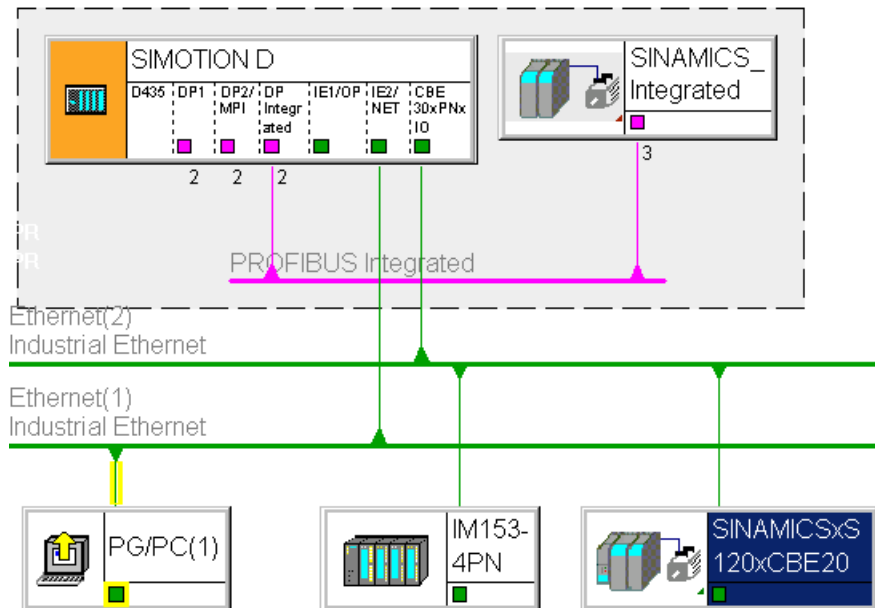 SIMOTION D
D435 DP1 DP2/ DP IE1/OP IE2/ CBE
MPI Integr NET 30xPNx
ated IO
2 2 2
SINAMICS_
Integrated
3
PR
PR
PROFIBUS Integrated
Ethernet(2)
Industrial Ethernet
Ethernet(1)
Industrial Ethernet
PG/PC(1)
IM153-
4PN
SINAMICSxS
120xCBE20